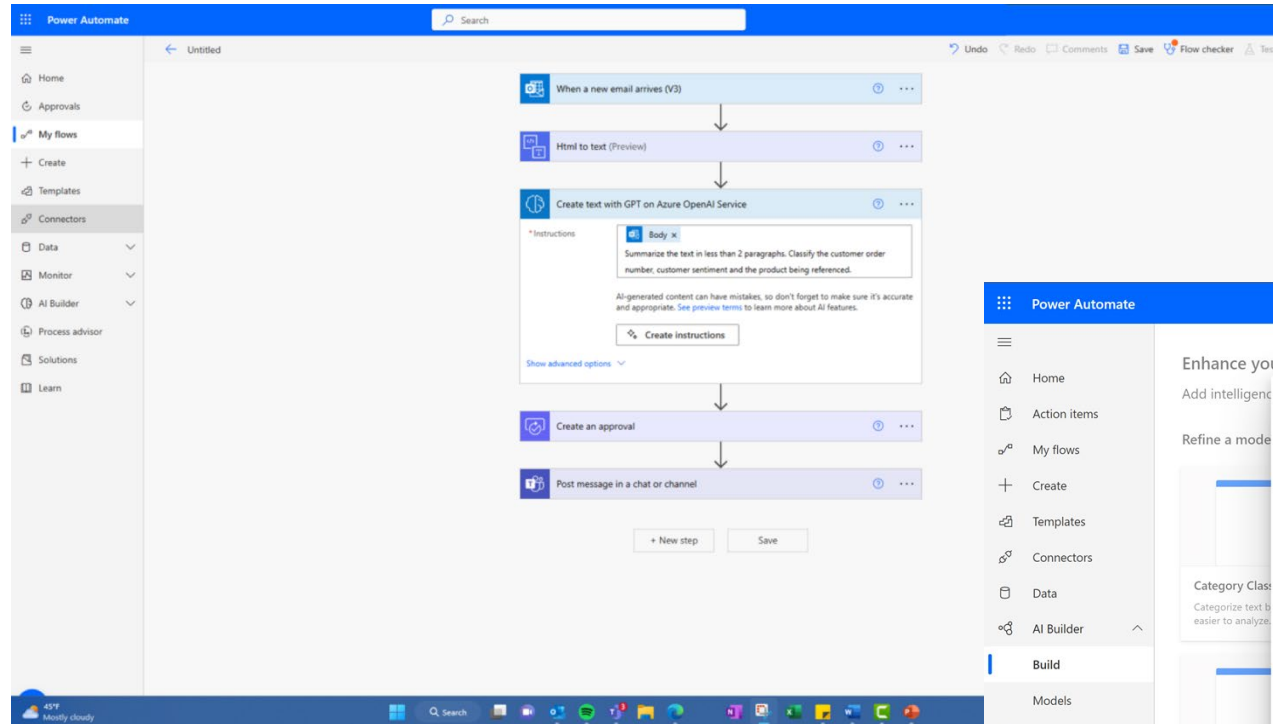 Power Automate
Search
Untitled
Undo
Redo
Comments
Save
Flow checker
Home
Approvals
My flows
Create
Templates
Connectors
Data
Monitor
AI Builder
Process advisor
Solutions
Learn
When a new email arrives (V3)
Html to text (Preview)
Create text with GPT on Azure OpenAI Service
*Instructions
Body ×
Summarize the text in less than 2 paragraphs. Classify the customer order
number, customer sentiment and the product being referenced.
AI-generated content can have mistakes, so don't forget to make sure it's accurate
and appropriate. See preview terms to learn more about AI features.
Create instructions
Show advanced options
Create an approval
Post message in a chat or channel
+ New step
Save
45°F
Mostly cloudy
Search
Power Automate
Home
Action items
My flows
Create
Templates
Connectors
Data
AI Builder
Build
Models
Enhance you
Add intelligenc
Refine a mode
Category Clas
Categorize text b
easier to analyze.